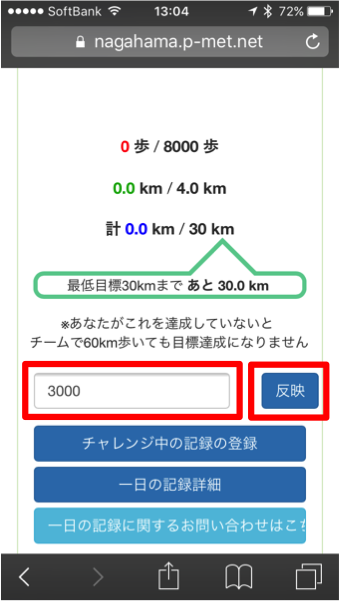 SoftBank 13:04 72%
nagahama.p-met.net
0 歩 / 8000 歩
0.0 km / 4.0 km
計 0.0 km / 30 km
最低目標30kmまで あと 30.0 km
※あなたがこれを達成していないと
チームで60km歩いても目標達成になりません
3000 反映
チャレンジ中の記録の登録
一日の記録詳細
一日の記録に関するお問い合わせはこち